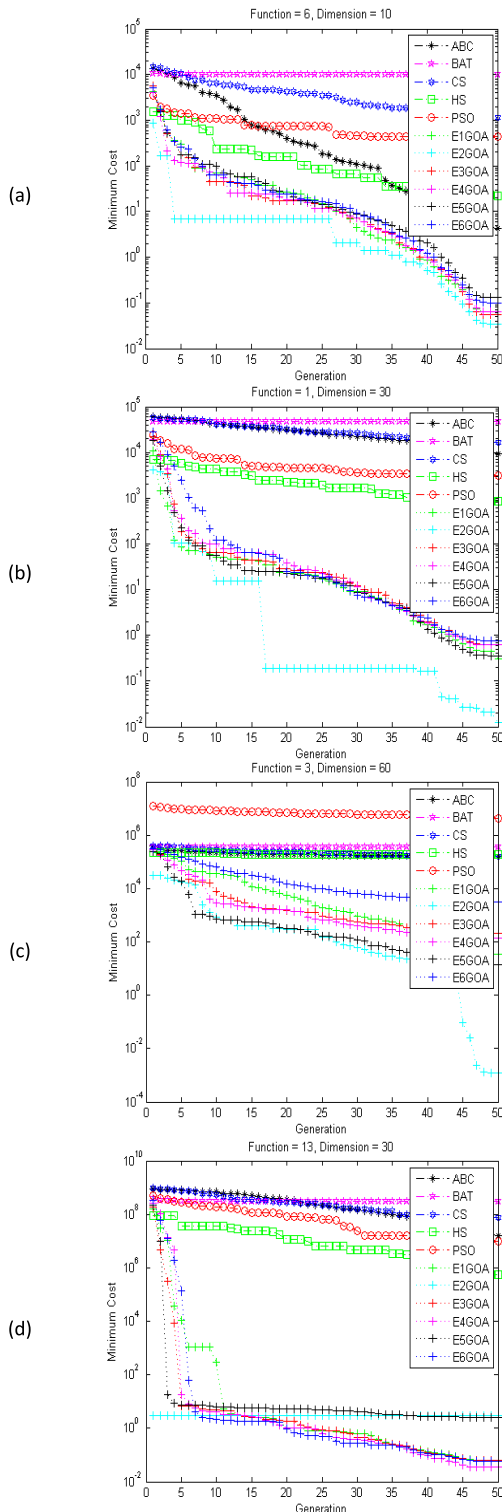 (a)
Function = 6, Dimension = 10
Minimum Cost
10^5
10^4
10^3
10^2
10^1
10^0
10^-1
10^-2
0 5 10 15 20 25 30 35 40 45 50
Generation
ABC
BAT
CS
HS
PSO
E1GOA
E2GOA
E3GOA
E4GOA
E5GOA
E6GOA
(b)
Function = 1, Dimension = 30
Minimum Cost
10^5
10^4
10^3
10^2
10^1
10^0
10^-1
10^-2
0 5 10 15 20 25 30 35 40 45 50
Generation
ABC
BAT
CS
HS
PSO
E1GOA
E2GOA
E3GOA
E4GOA
E5GOA
E6GOA
(c)
Function = 3, Dimension = 60
Minimum Cost
10^8
10^6
10^4
10^2
10^0
10^-2
10^-4
0 5 10 15 20 25 30 35 40 45 50
Generation
ABC
BAT
CS
HS
PSO
E1GOA
E2GOA
E3GOA
E4GOA
E5GOA
E6GOA
(d)
Function = 13, Dimension = 30
Minimum Cost
10^10
10^8
10^6
10^4
10^2
10^0
10^-2
0 5 10 15 20 25 30 35 40 45 50
Generation
ABC
BAT
CS
HS
PSO
E1GOA
E2GOA
E3GOA
E4GOA
E5GOA
E6GOA